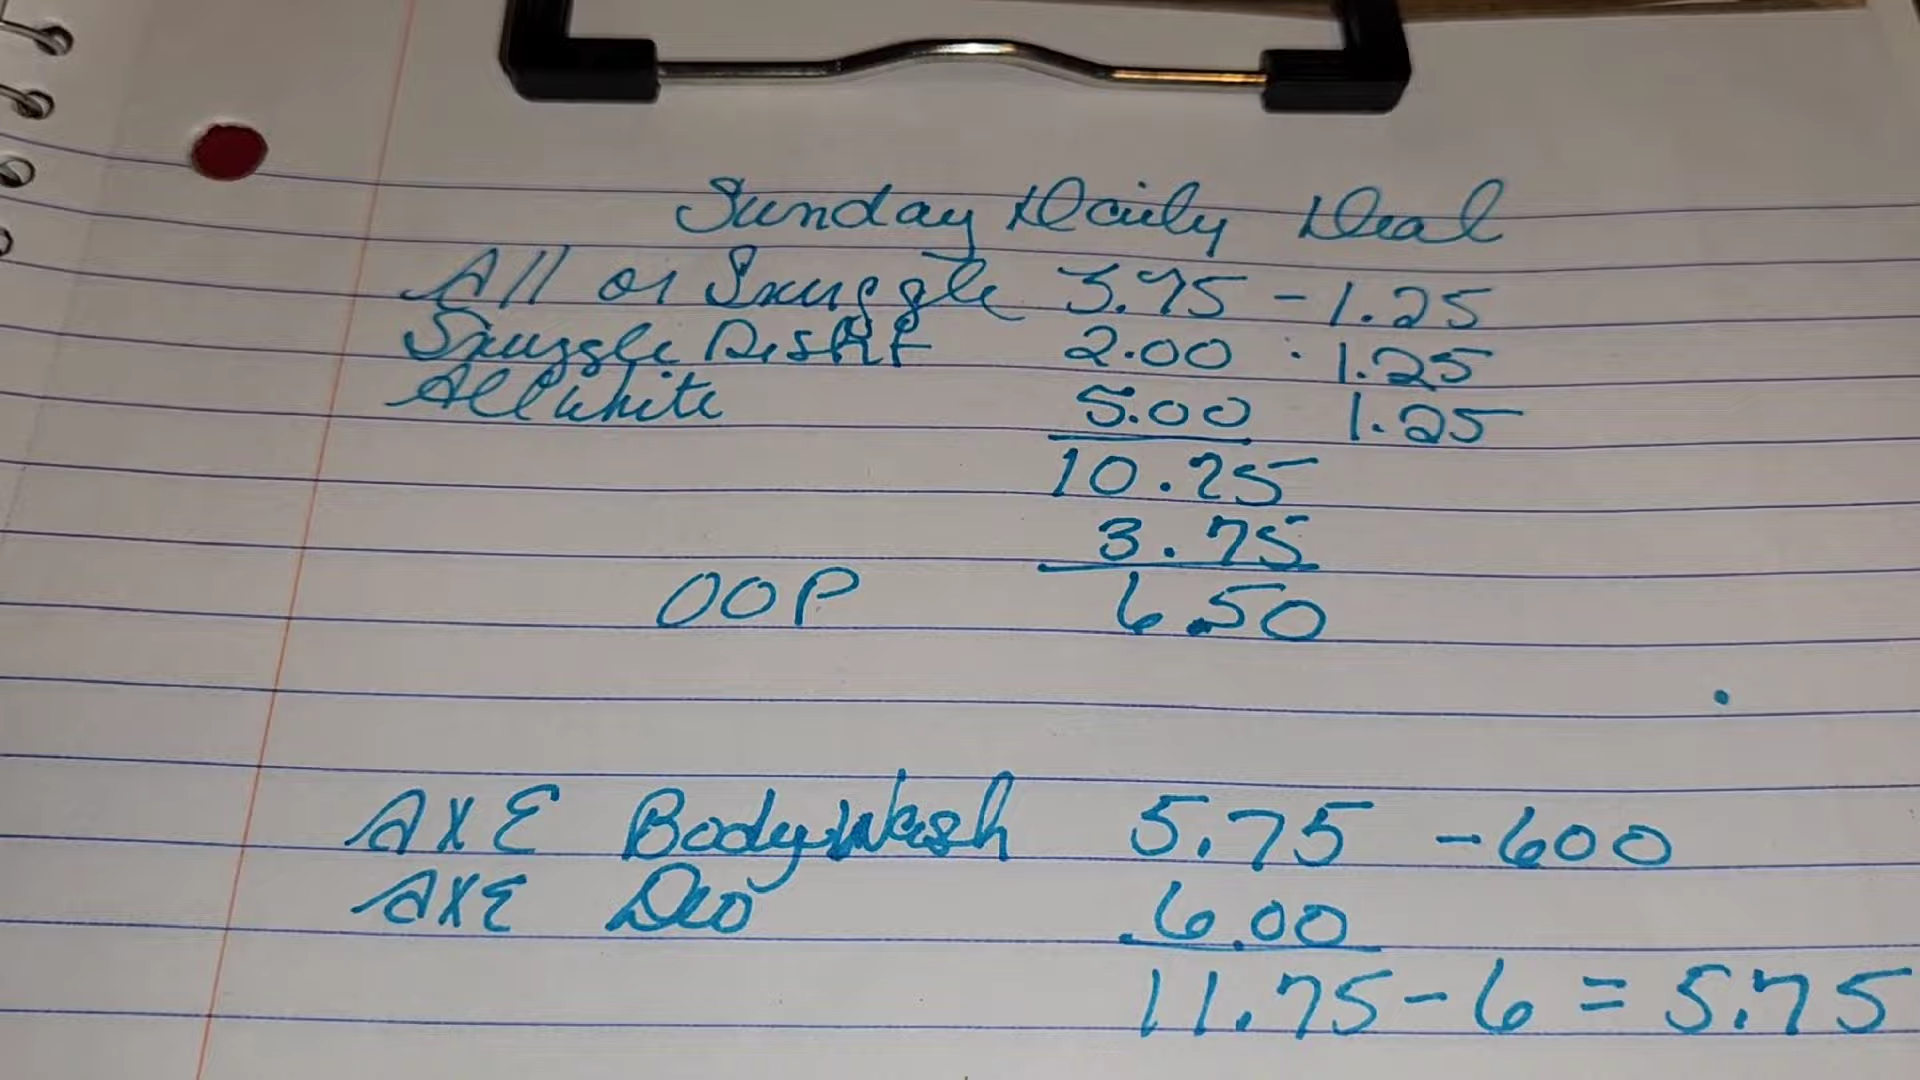 Sunday Daily Deal
All or Snuggle 3.75 - 1.25
Snuggle 2.00 · 1.25
All white 5.00 1.25
10.25
3.75
OOP 6.50
AXE Body Wash 5.75 - 600
AXE Deo 6.00
11.75 - 6 = 5.75